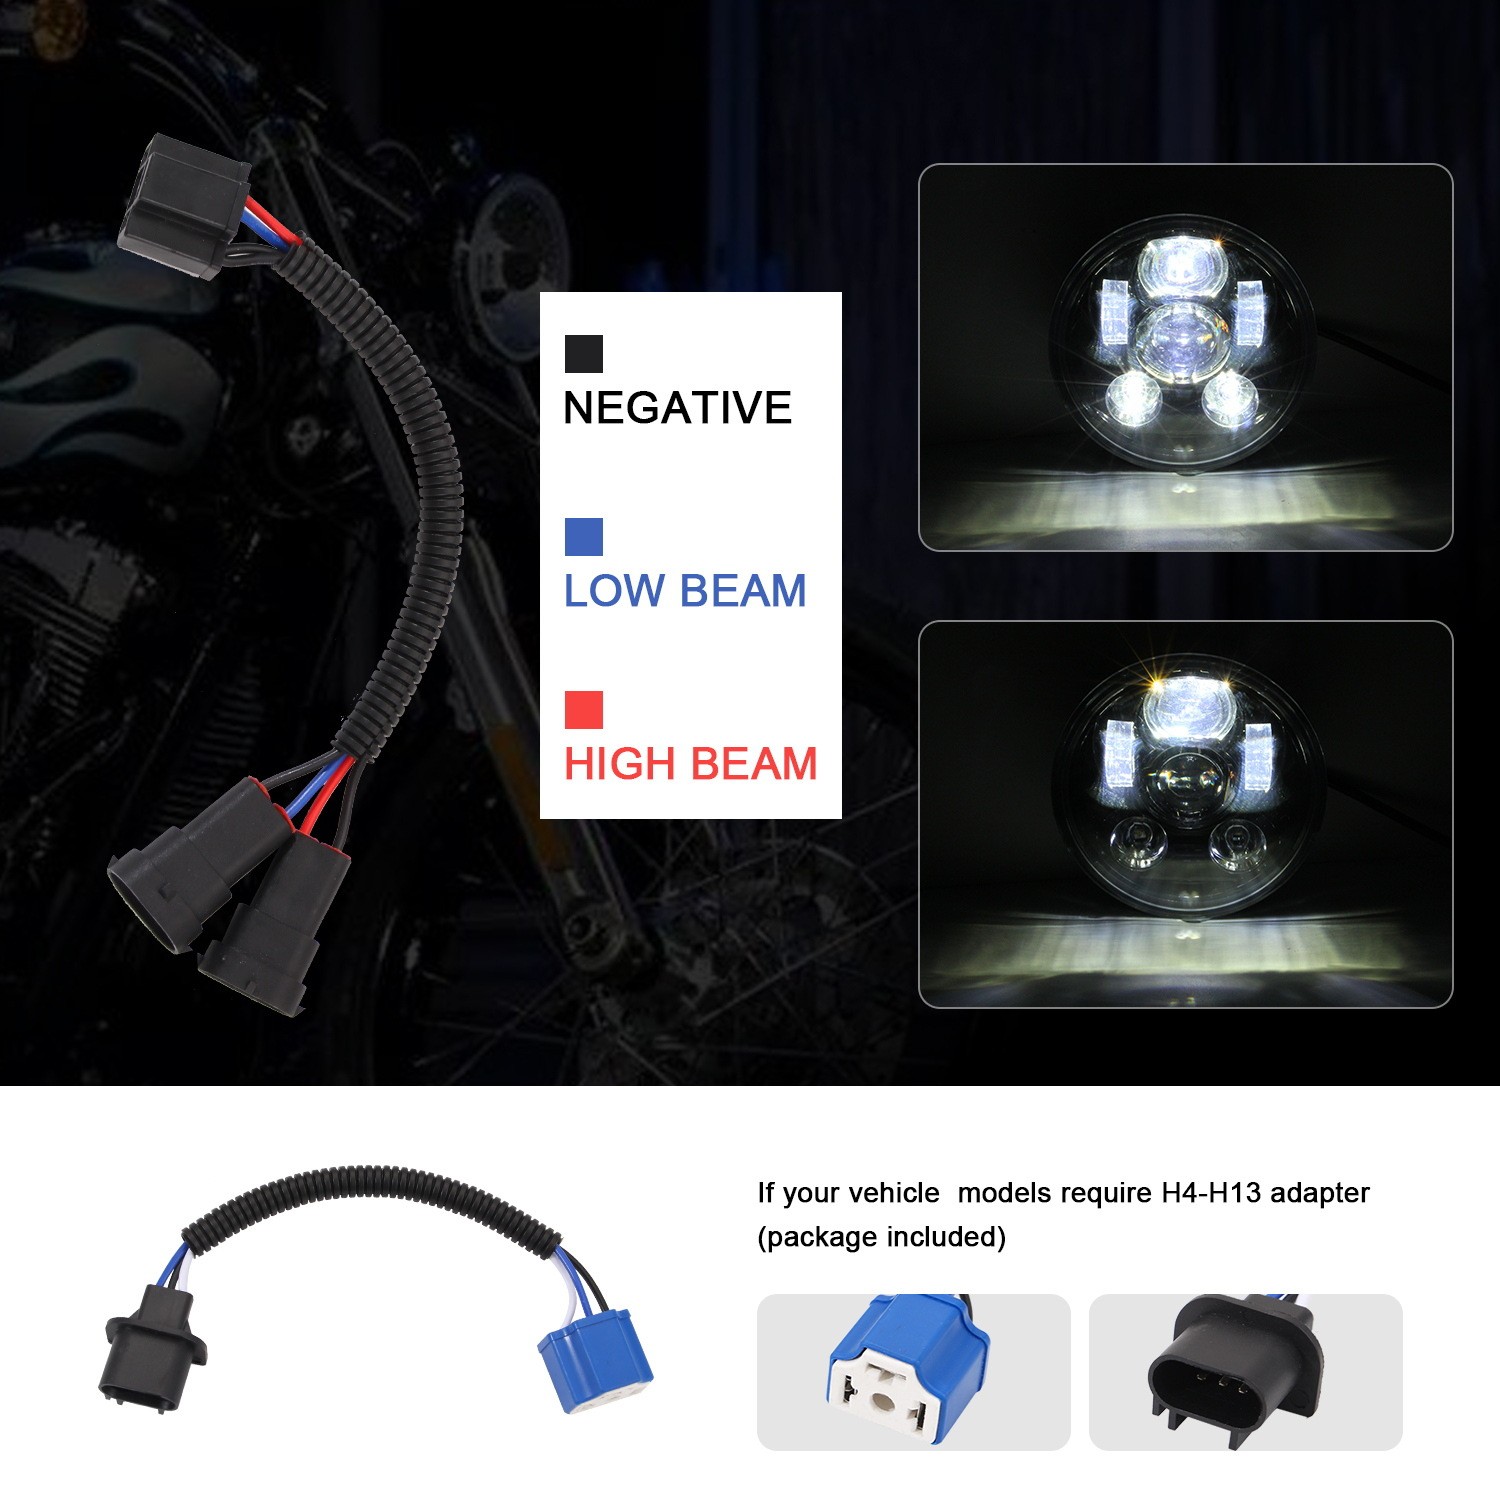 NEGATIVE
LOW BEAM
HIGH BEAM
If your vehicle  models require H4-H13 adapter
(package included)